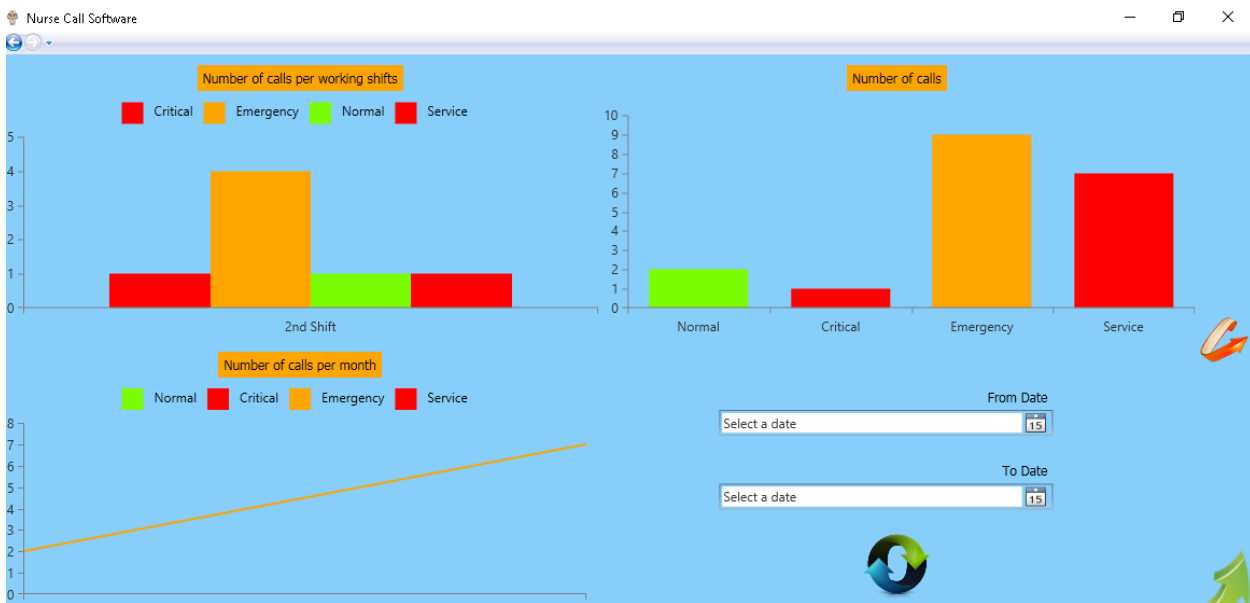 Nurse Call Software
Number of calls per working shifts
Critical Emergency Normal Service
5
4
3
2
1
0
2nd Shift
Number of calls
10
9
8
7
6
5
4
3
2
1
0
Normal Critical Emergency Service
Number of calls per month
Normal Critical Emergency Service
8
7
6
5
4
3
2
1
0
From Date
Select a date 15
To Date
Select a date 15